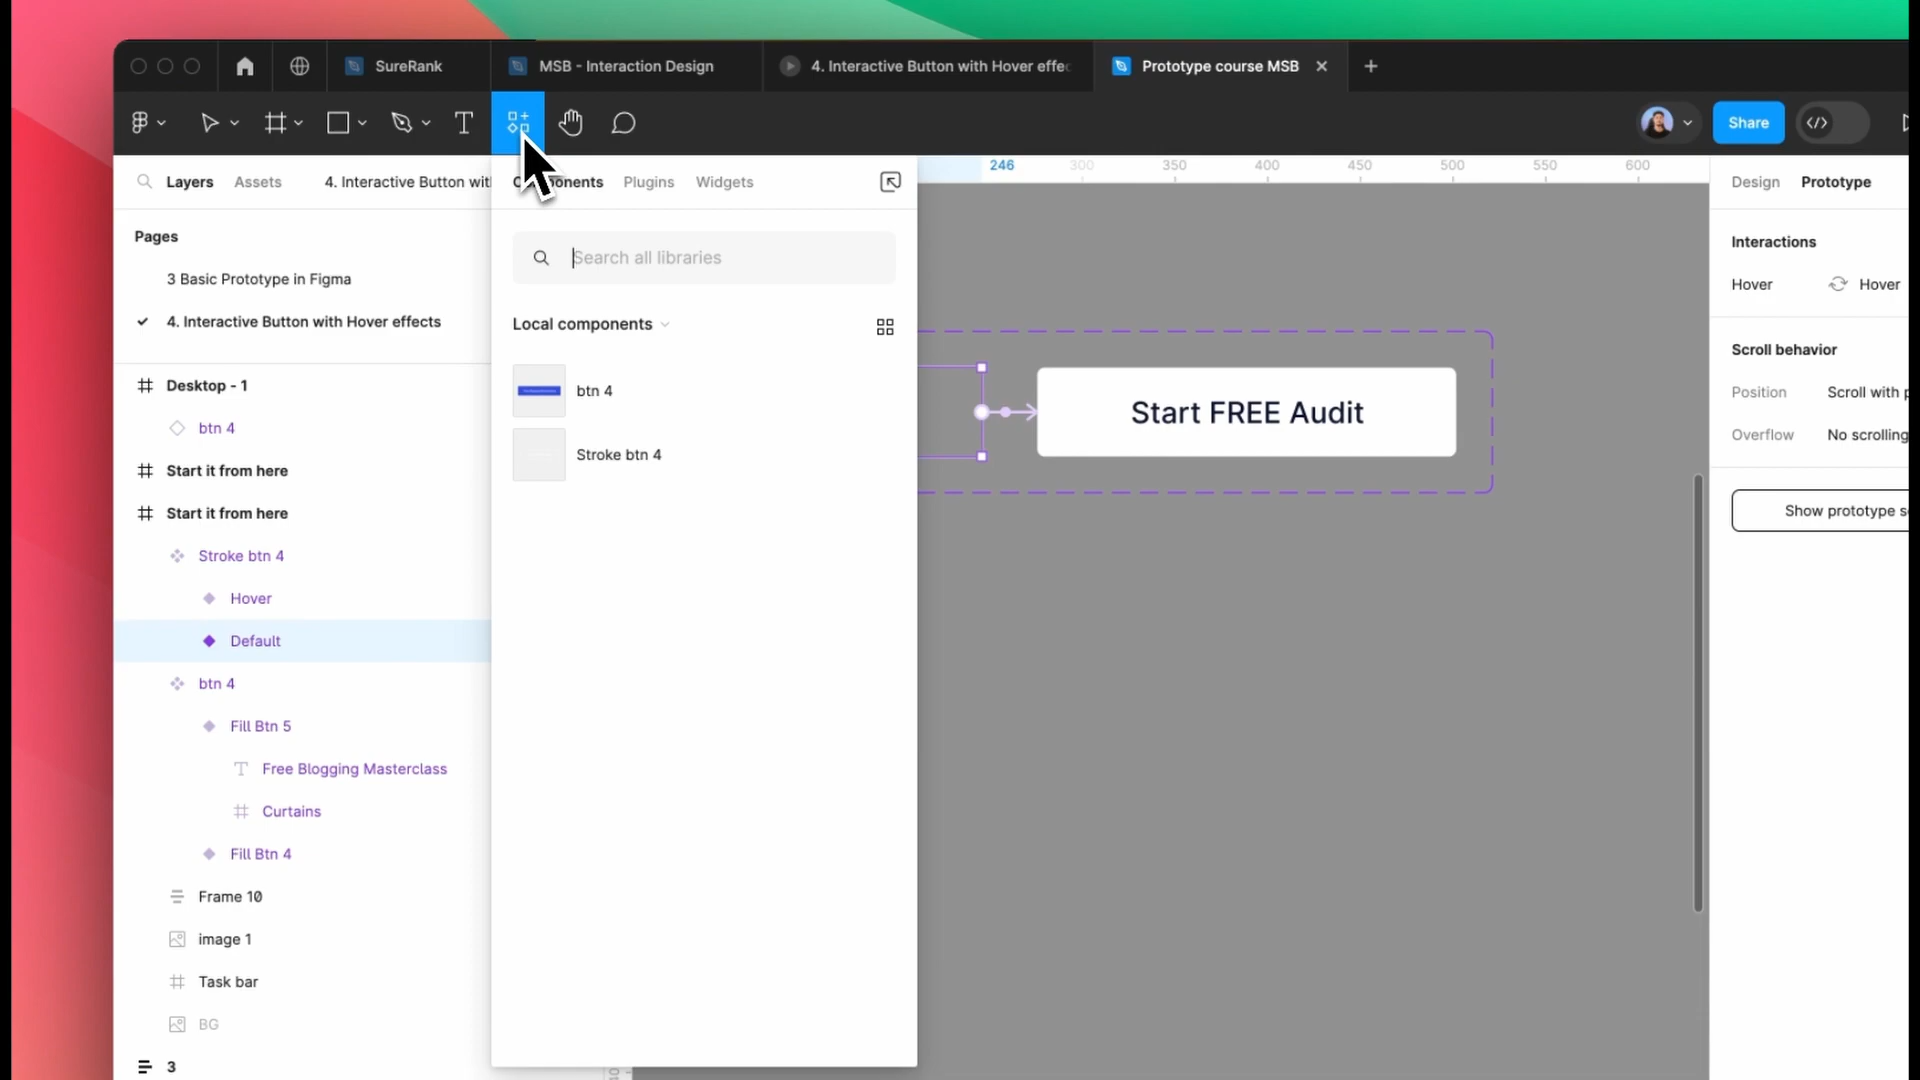 SureRank
MSB - Interaction Design
4. Interactive Button with Hover effec
Prototype course MSB
Share
Layers
Assets
4. Interactive Button wit
Plugins
Widgets
246
300
350
400
450
500
550
600
Design
Prototype
Pages
3 Basic Prototype in Figma
4. Interactive Button with Hover effects
Search all libraries
Local components
btn 4
Stroke btn 4
Interactions
Hover
Hover
Scroll behavior
Position
Scroll with p
Overflow
No scrolling
Show prototype s
Start FREE Audit
Desktop - 1
btn 4
Start it from here
Start it from here
Stroke btn 4
Hover
Default
btn 4
Fill Btn 5
Free Blogging Masterclass
Curtains
Fill Btn 4
Frame 10
image 1
Task bar
BG
3